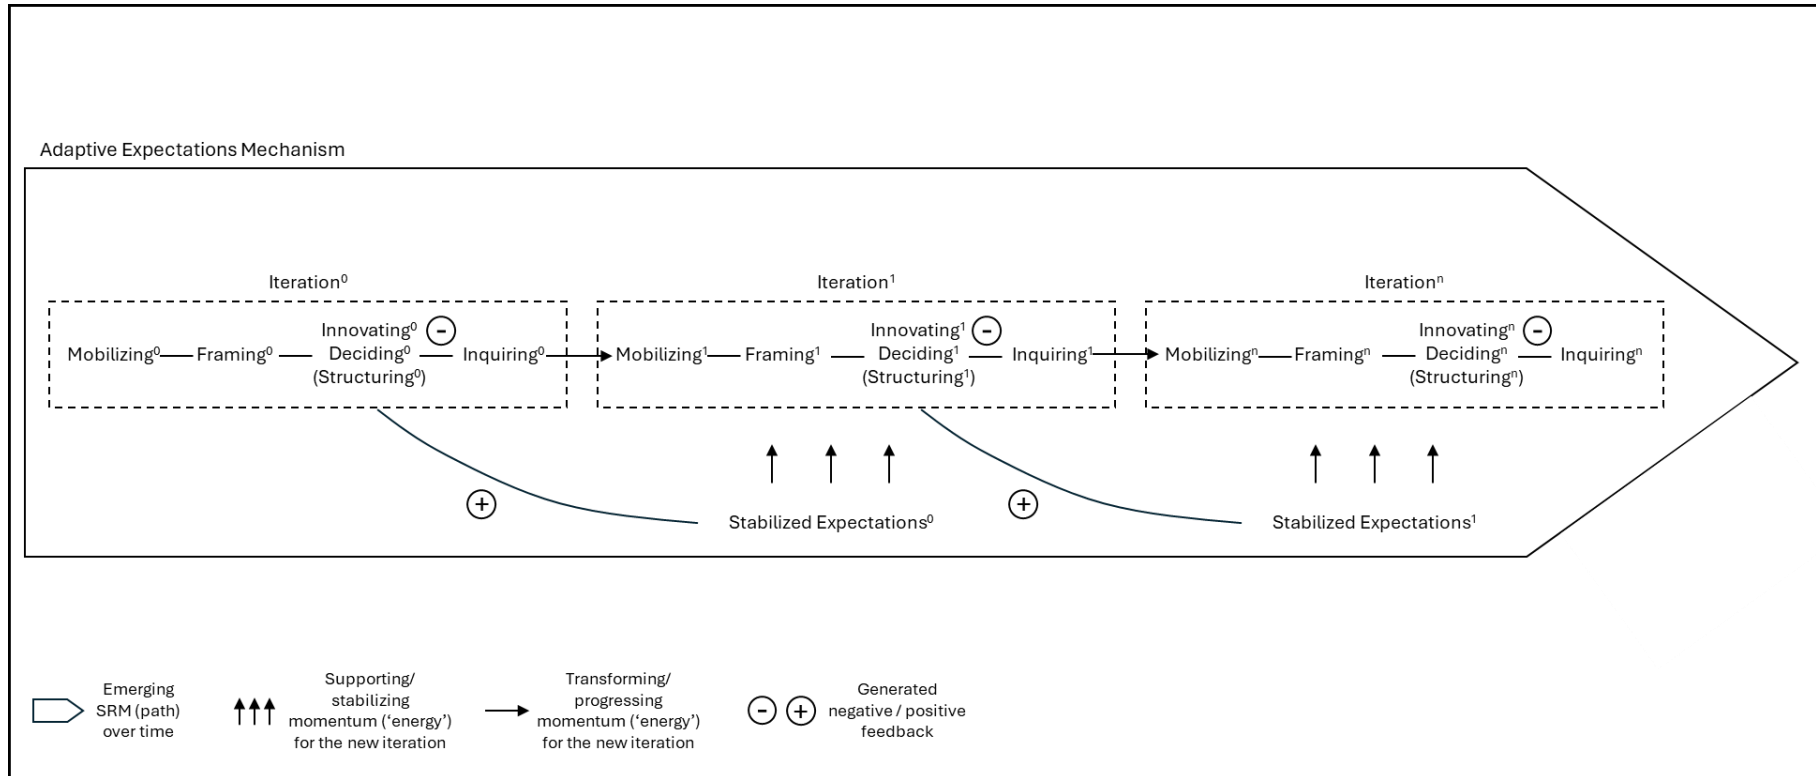 Adaptive Expectations Mechanism
Iteration⁰
Mobilizing⁰
Framing⁰
Innovating⁰
Deciding⁰
(Structuring⁰)
-
Inquiring⁰
Iteration¹
Mobilizing¹
Framing¹
Innovating¹
Deciding¹
(Structuring¹)
-
Inquiring¹
Iterationⁿ
Mobilizingⁿ
Framingⁿ
Innovatingⁿ
Decidingⁿ
(Structuringⁿ)
-
Inquiringⁿ
+
Stabilized Expectations⁰
+
Stabilized Expectations¹
Emerging
SRM (path)
over time
Supporting/
stabilizing
momentum (‘energy’)
for the new iteration
Transforming/
progressing
momentum (‘energy’)
for the new iteration
- +
Generated
negative / positive
feedback